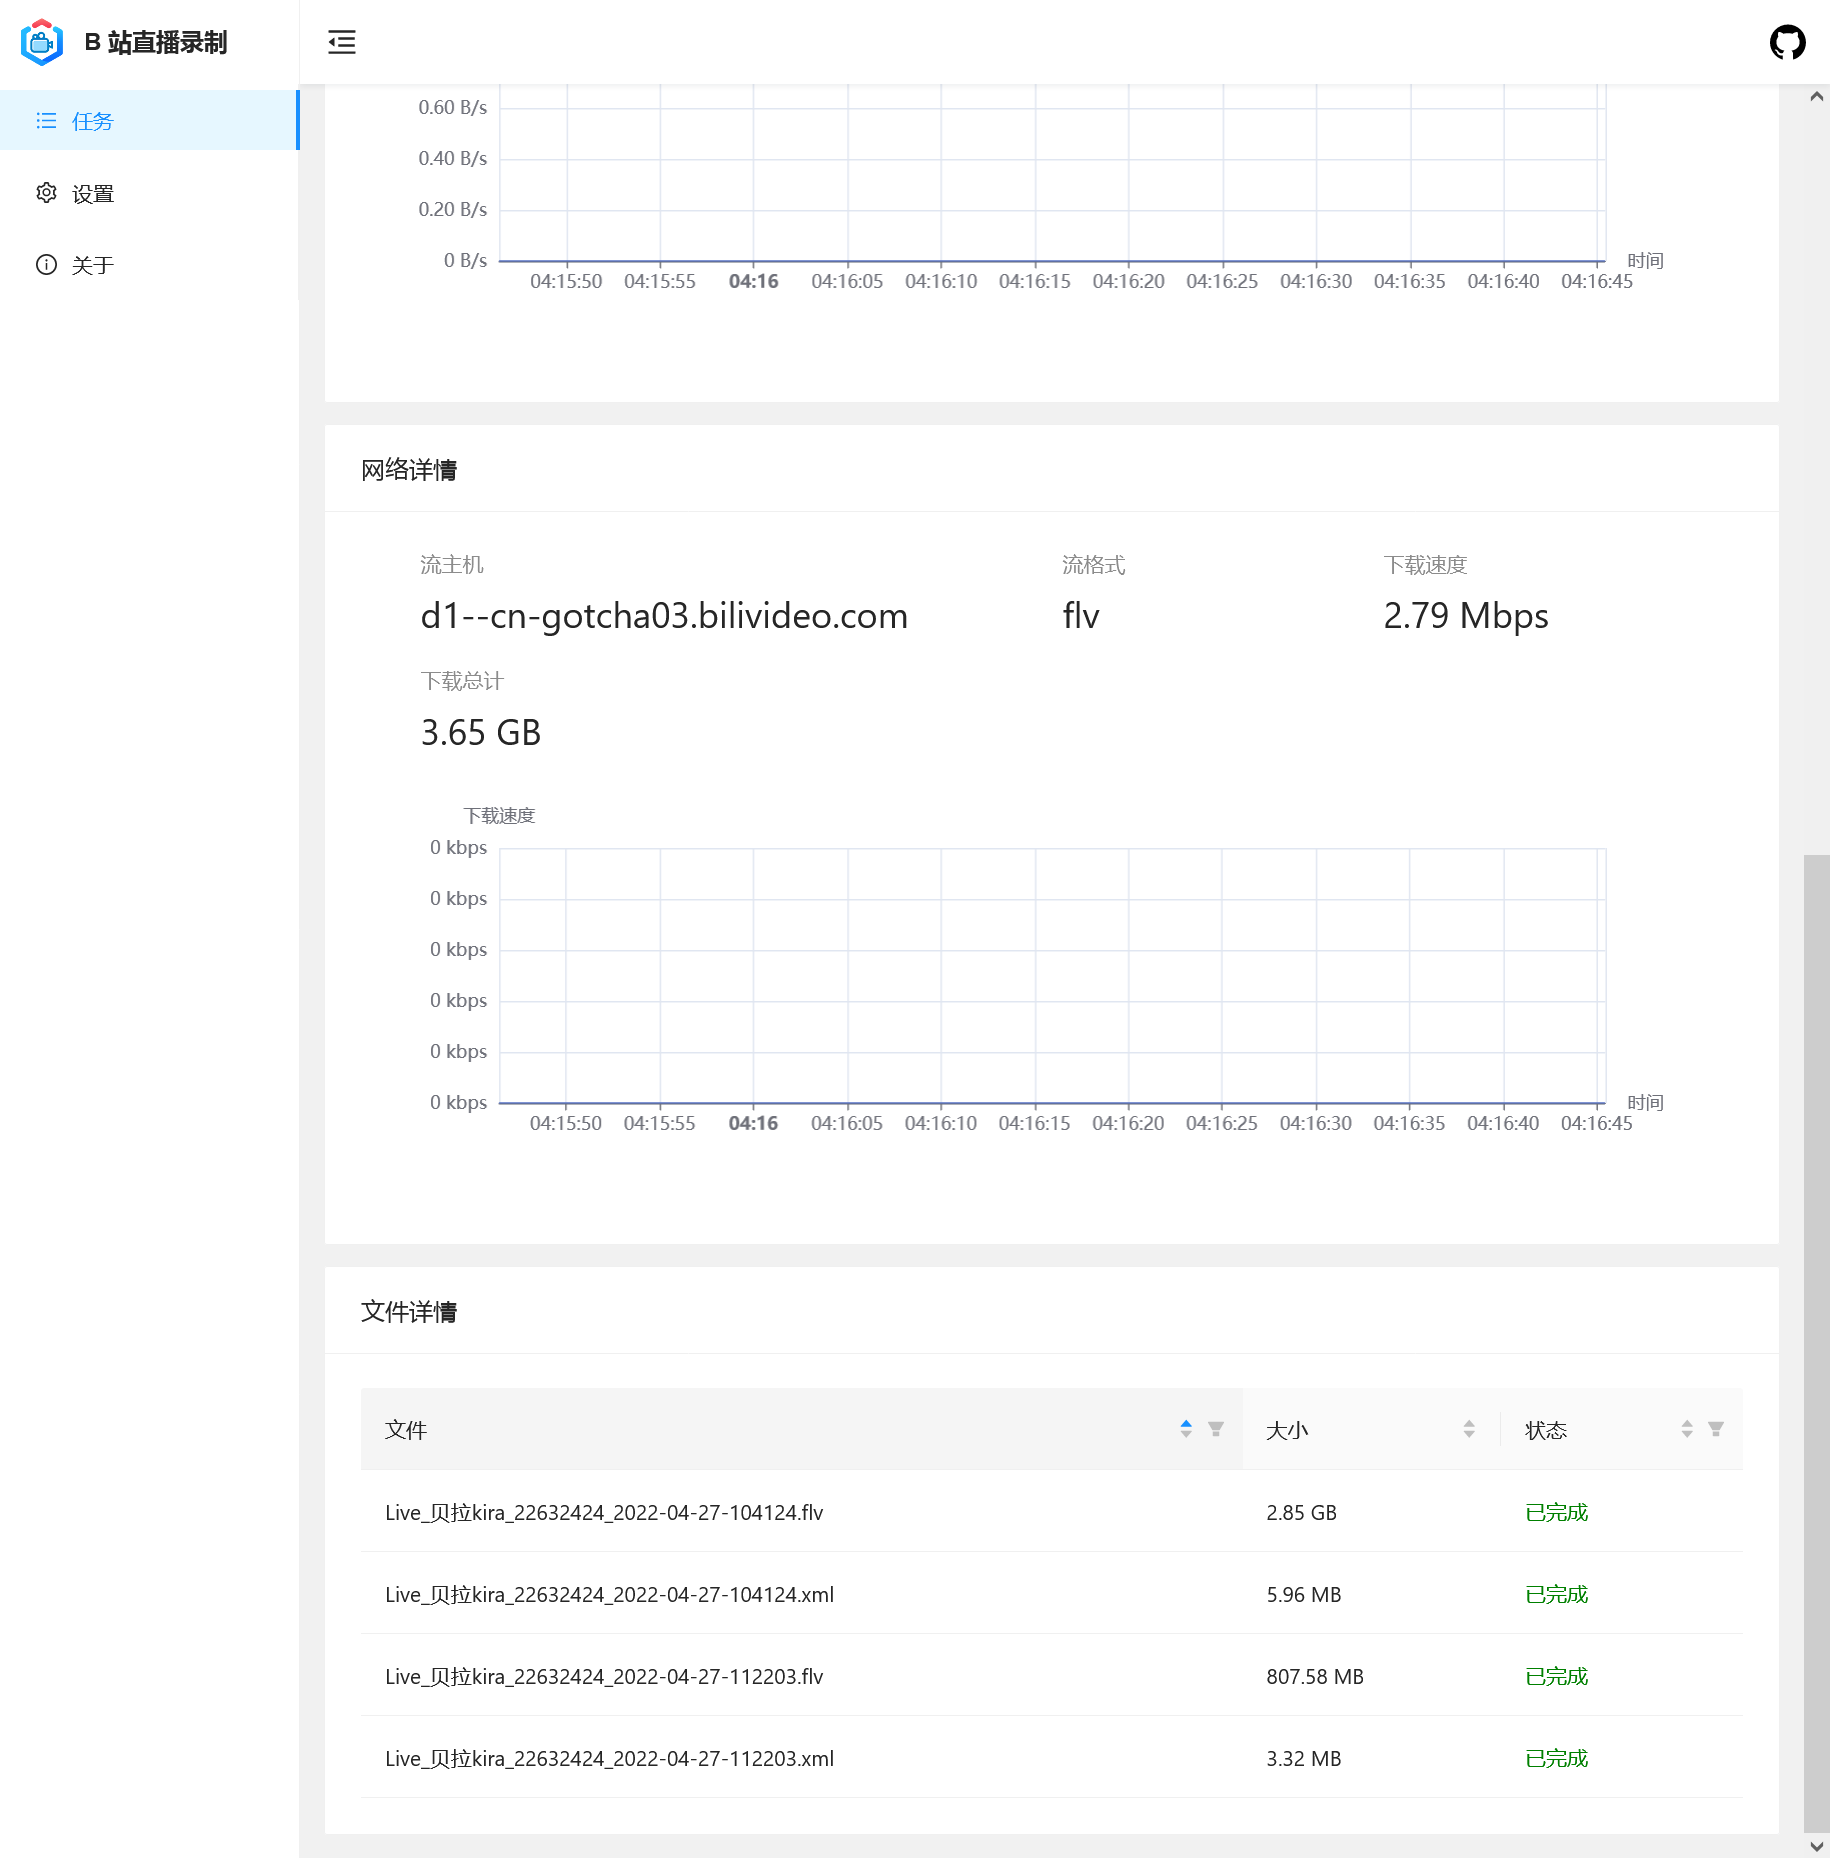 B 站直播录制
任务
设置
关于
0.60 B/s
0.40 B/s
0.20 B/s
0 B/s
时间
04:15:50 04:15:55 04:16 04:16:05 04:16:10 04:16:15 04:16:20 04:16:25 04:16:30 04:16:35 04:16:40 04:16:45
网络详情
流主机 流格式 下载速度
d1--cn-gotcha03.bilivideo.com flv 2.79 Mbps
下载总计
3.65 GB
下载速度
0 kbps
0 kbps
0 kbps
0 kbps
0 kbps
0 kbps
时间
04:15:50 04:15:55 04:16 04:16:05 04:16:10 04:16:15 04:16:20 04:16:25 04:16:30 04:16:35 04:16:40 04:16:45
文件详情
文件 大小 状态
Live_贝拉kira_22632424_2022-04-27-104124.flv 2.85 GB 已完成
Live_贝拉kira_22632424_2022-04-27-104124.xml 5.96 MB 已完成
Live_贝拉kira_22632424_2022-04-27-112203.flv 807.58 MB 已完成
Live_贝拉kira_22632424_2022-04-27-112203.xml 3.32 MB 已完成